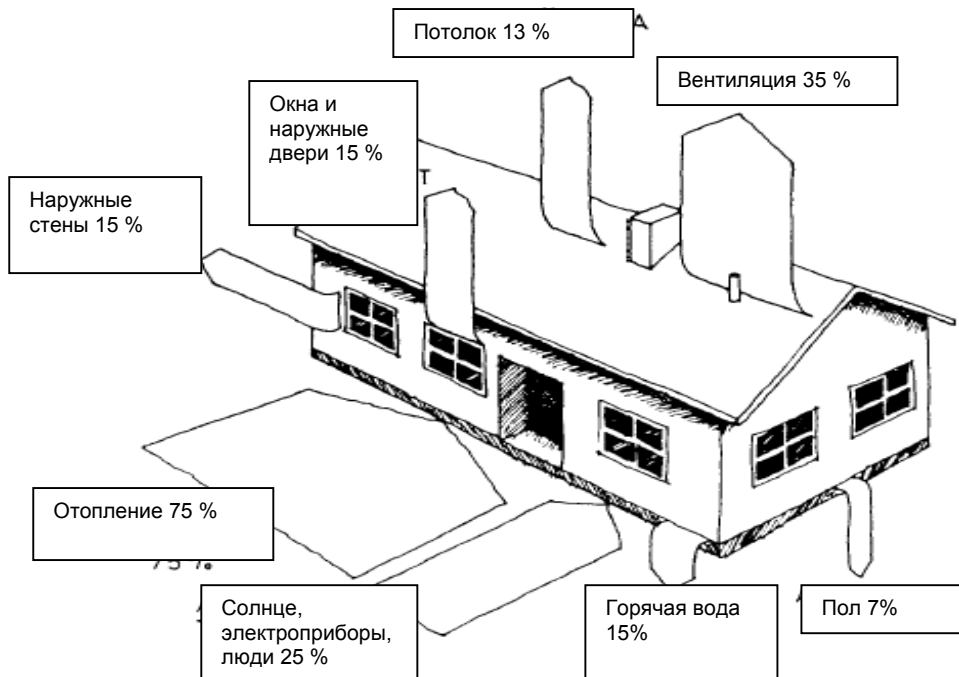 Потолок 13 %
Вентиляция 35 %
Окна и
наружные
двери 15 %
Т
Наружные
стены 15 %
Отопление 75 %
75 %
Солнце,
электроприборы,
люди 25 %
Горячая вода
15%
Пол 7%